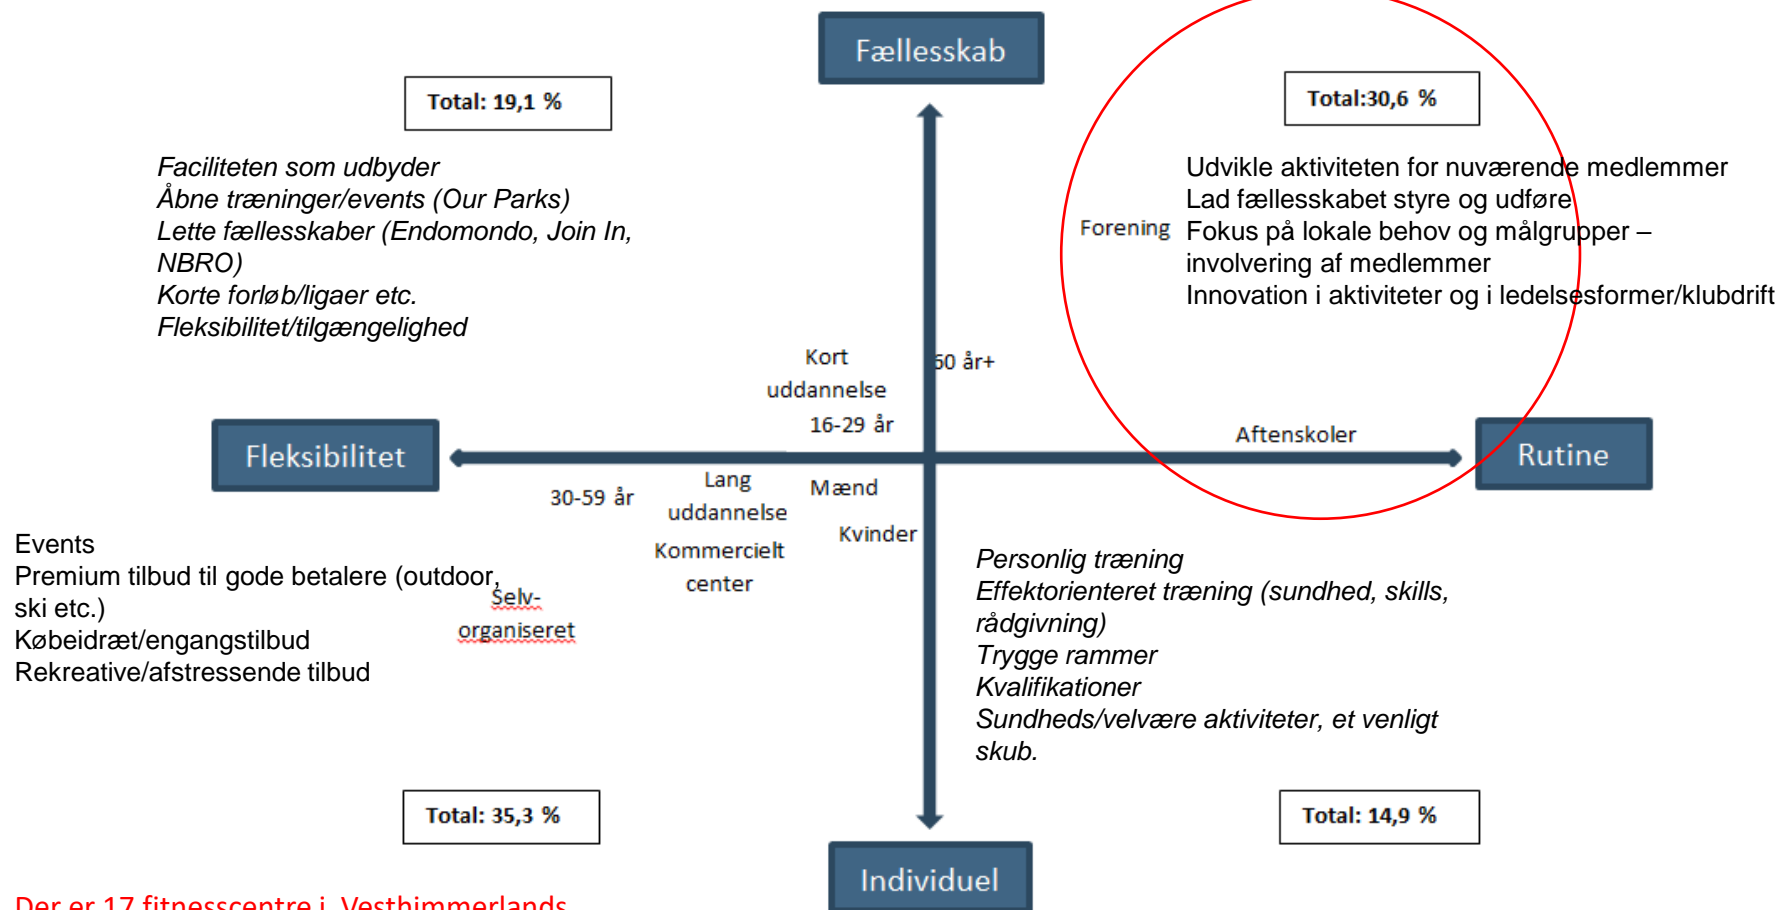 Fællesskab
Total: 19,1 %
Total:30,6 %
Faciliteten som udbyder
Åbne træninger/events (Our Parks)
Lette fællesskaber (Endomondo, Join In,
NBRO)
Korte forløb/ligaer etc.
Fleksibilitet/tilgængelighed
Udvikle aktiviteten for nuværende medlemmer
Lad fællesskabet styre og udføre
Forening
Fokus på lokale behov og målgrupper –
involvering af medlemmer
Innovation i aktiviteter og i ledelsesformer/klubdrift
Kort
uddannelse
60 år+
16-29 år
Aftenskoler
Fleksibilitet
Rutine
30-59 år
Lang
uddannelse
Mænd
Kvinder
Kommercielt
center
Selv-
organiseret
Events
Premium tilbud til gode betalere (outdoor,
ski etc.)
Købeidræt/engangstilbud
Rekreative/afstressende tilbud
Personlig træning
Effektorienteret træning (sundhed, skills,
rådgivning)
Trygge rammer
Kvalifikationer
Sundheds/velvære aktiviteter, et venligt
skub.
Total: 35,3 %
Total: 14,9 %
Individuel
Der er 17 fitnesscentre i Vesthimmerlands